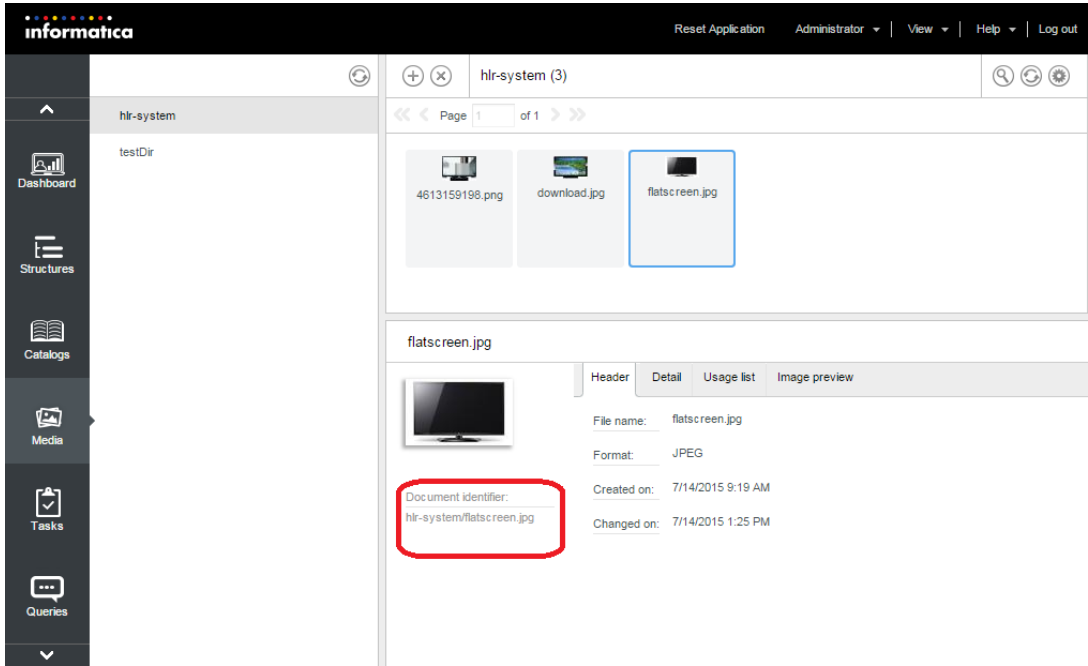 informatica
Reset Application Administrator View Help Log out
hlr-system (3)
hlr-system
testDir
Page 1 of 1
4613159198.png download.jpg flatscreen.jpg
Dashboard
Structures
Catalogs
Media
Tasks
Queries
flatscreen.jpg
Header Detail Usage list Image preview
File name: flatscreen.jpg
Format: JPEG
Created on: 7/14/2015 9:19 AM
Changed on: 7/14/2015 1:25 PM
Document identifier:
hlr-system/flatscreen.jpg